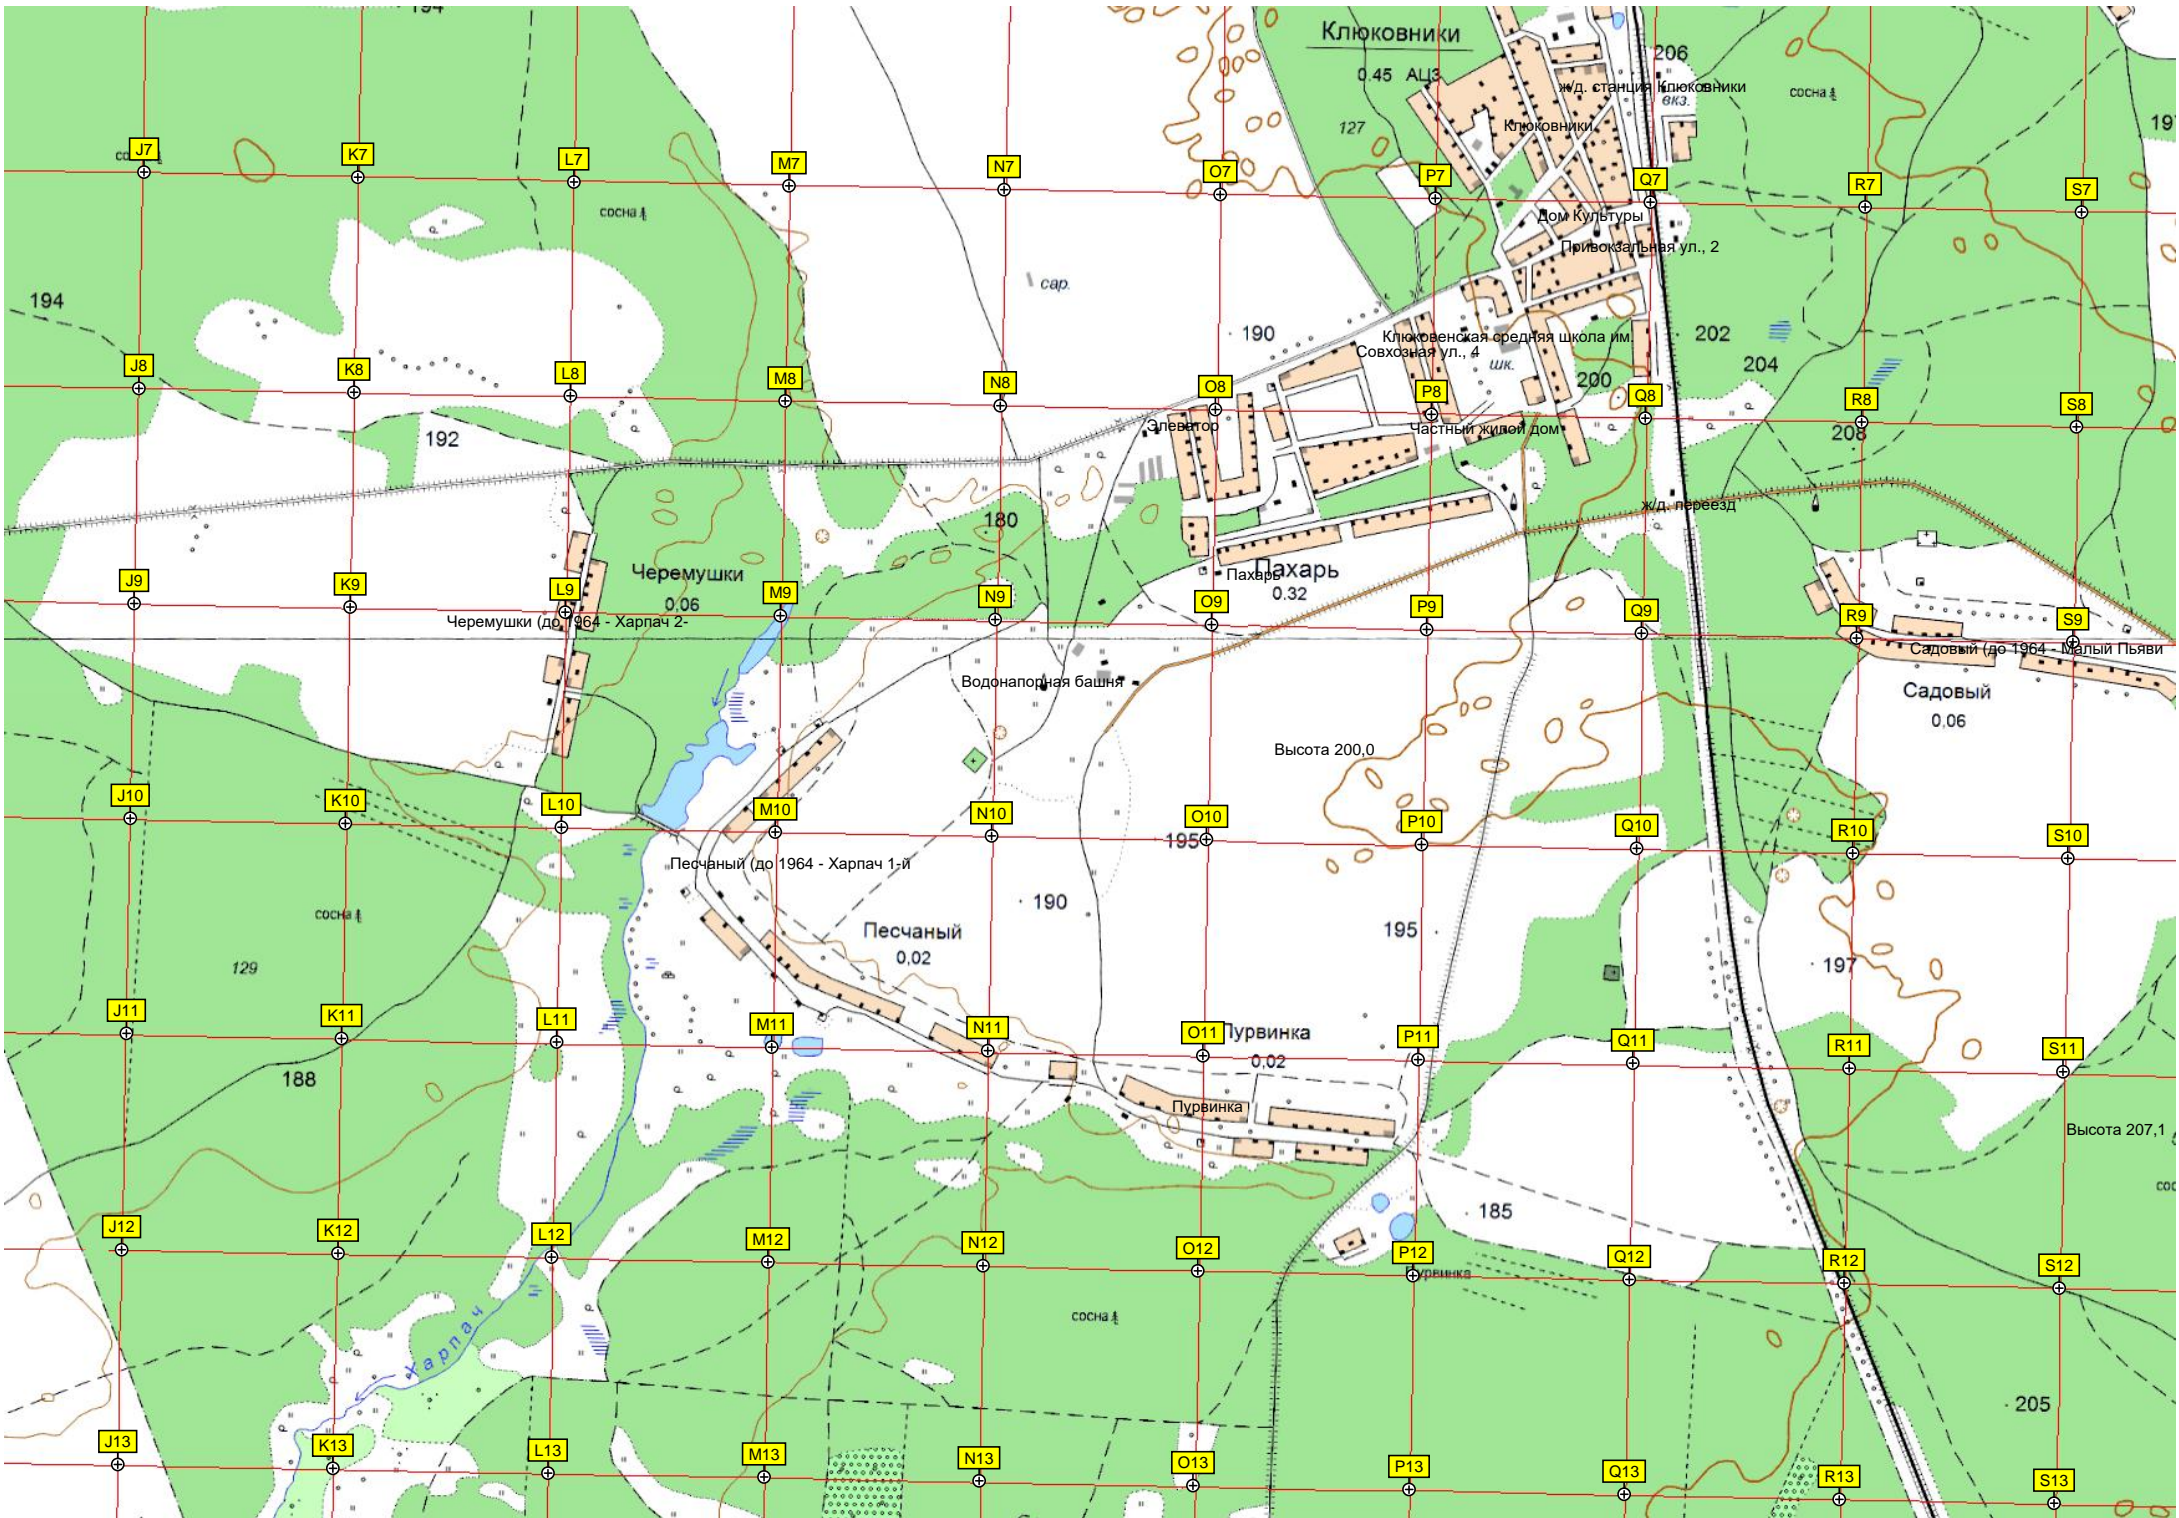 194
Клюковники
206
0.45 АЦЗ
ж/д. станция Клюковники
вкз.
сосна
127
Клюковники
197
J7
K7
L7
M7
N7
O7
P7
Q7
R7
S7
сосна
Дом Культуры
Привокзальная ул., 2
сар.
194
190
202
Клюковенская средняя школа им.
Совхозная ул., 4
шк.
204
200
J8
K8
L8
M8
N8
O8
P8
Q8
R8
S8
192
Элеватор
Частный жилой дом
208
ж/д. переезд
180
Черемушки
0,06
Пахарь
Пахарь
0.32
J9
K9
L9
M9
N9
O9
P9
Q9
R9
S9
Черемушки (до 1964 - Харпач 2-
Садовый (до 1964 - Малый Пьяви
Водонапорная башня
Садовый
0,06
Высота 200,0
J10
K10
L10
M10
N10
O10
P10
Q10
R10
S10
195
Песчаный (до 1964 - Харпач 1-й
190
сосна
Песчаный
0,02
195
129
197
J11
K11
L11
M11
N11
O11
P11
Q11
R11
S11
Пурвинка
0,02
188
Пурвинка
Высота 207,1
185
J12
K12
L12
M12
N12
O12
P12
Q12
R12
S12
сосна
Харпач
205
J13
K13
L13
M13
N13
O13
P13
Q13
R13
S13